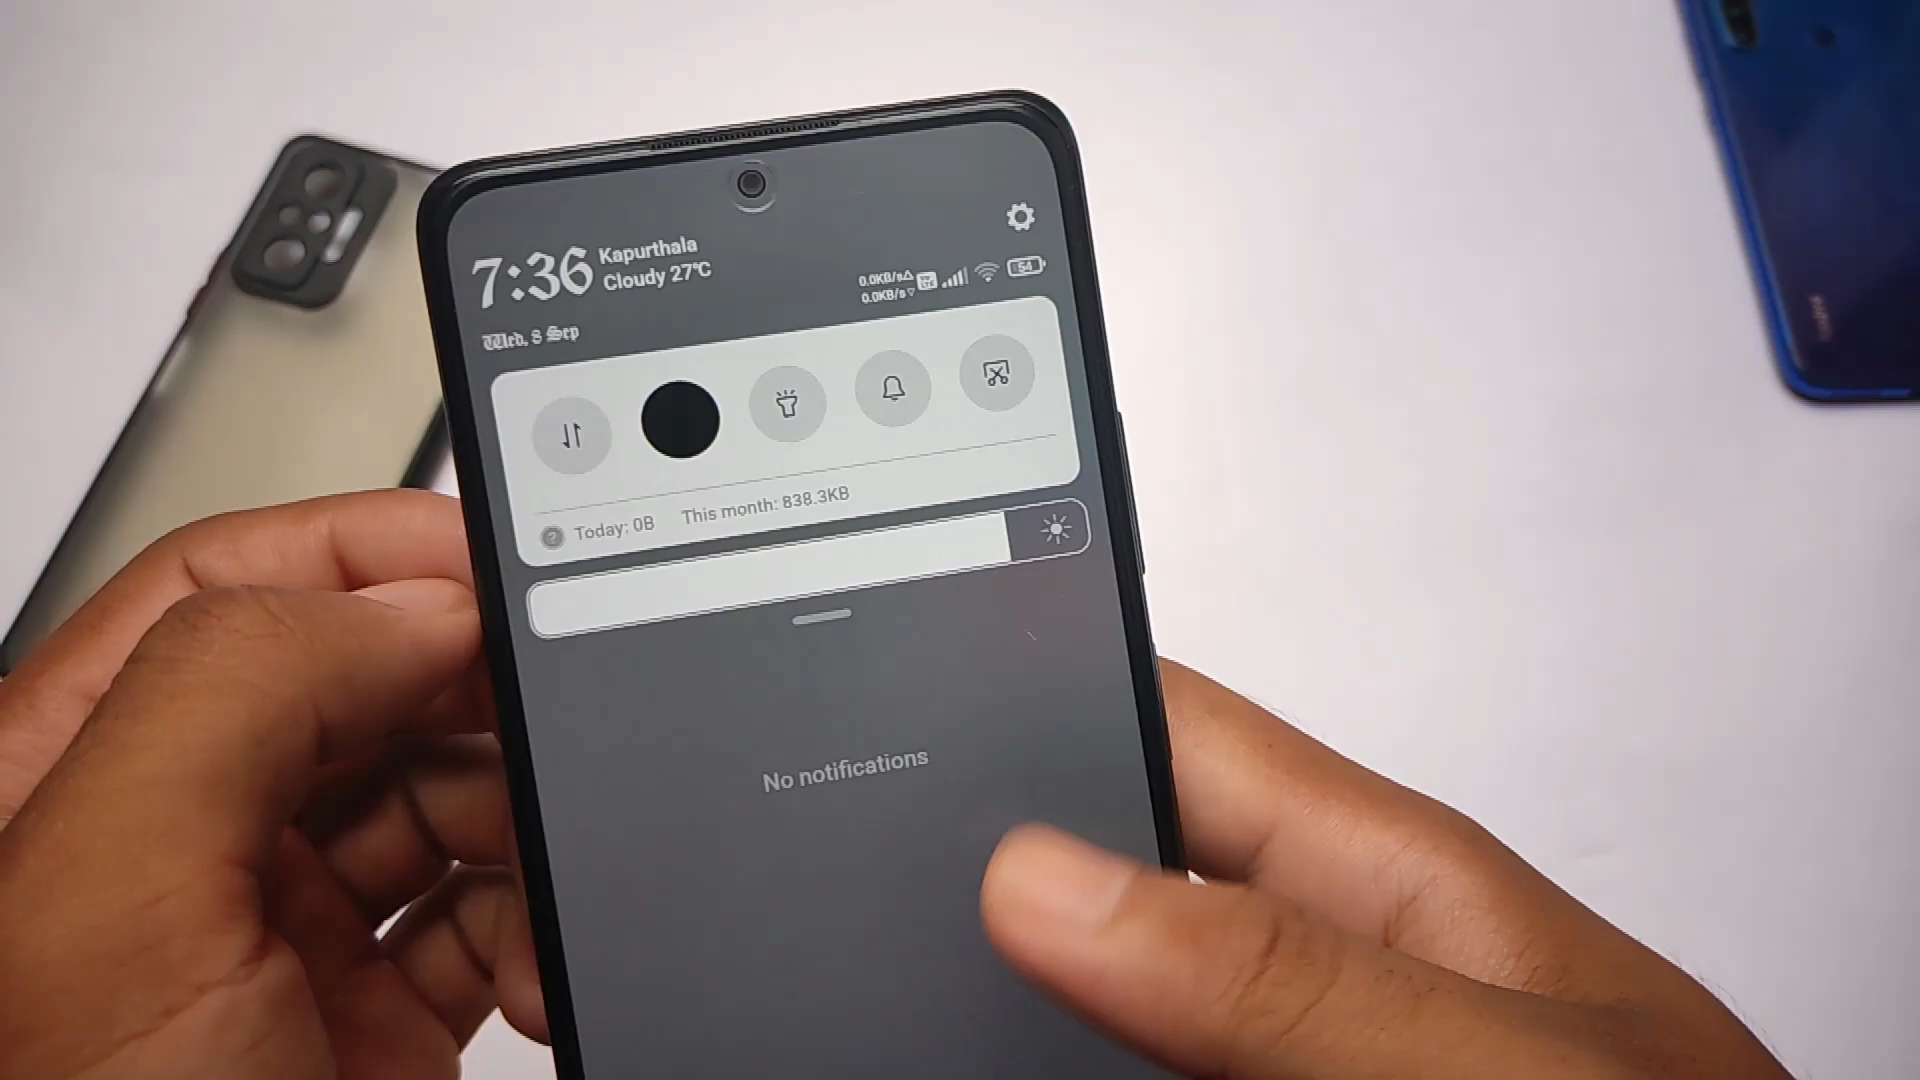 7:36
Kapurthala
Cloudy 27°C
0.0KB/s
0.0KB/s
54
Wed, 8 Sep
Today: 0B This month: 838.3KB
No notifications